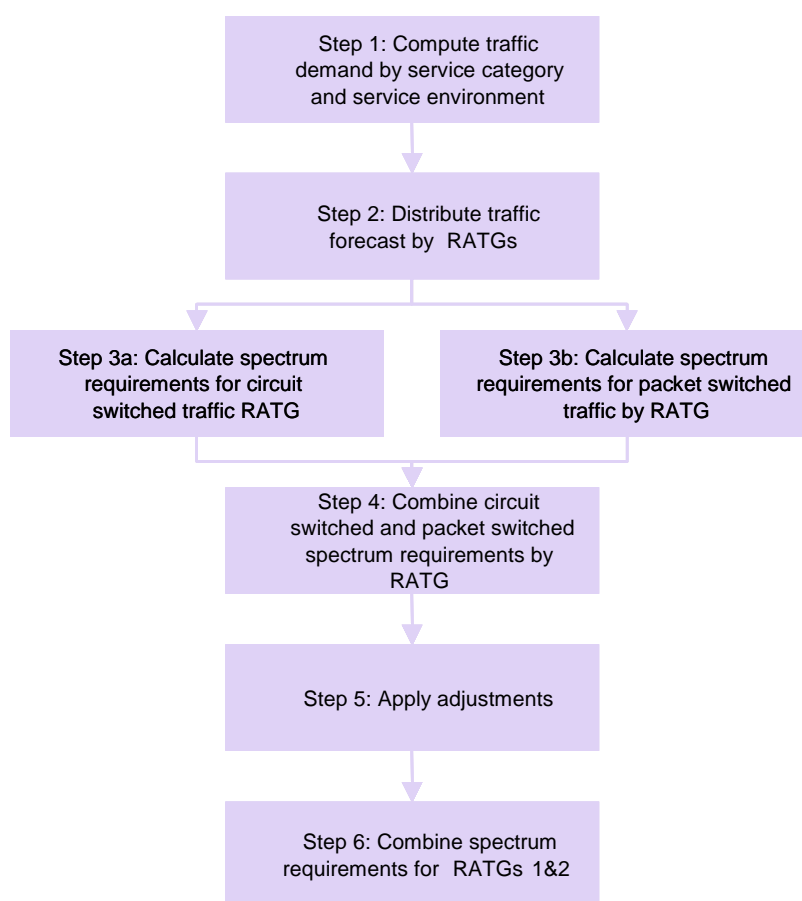 Step 1: Compute traffic
demand by service category
and service environment
Step 2: Distribute traffic
forecast by RATGs
Step 3a: Calculate spectrum
requirements for circuit
switched traffic RATG
Step 3b: Calculate spectrum
requirements for packet switched
traffic by RATG
Step 4: Combine circuit
switched and packet switched
spectrum requirements by
RATG
Step 5: Apply adjustments
Step 6: Combine spectrum
requirements for RATGs 1&2